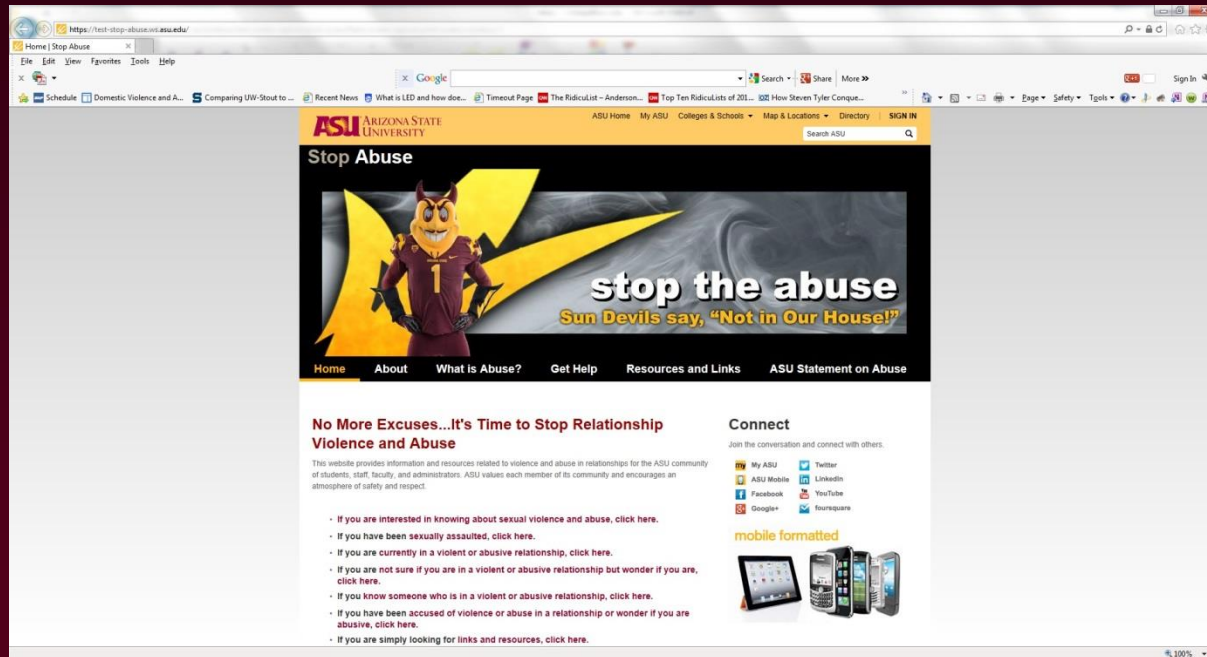 https://test-stop-abuse.ws.asu.edu/
Home | Stop Abuse
File Edit View Favorites Tools Help
x Google Search Share More »
Sign In
Schedule Domestic Violence and A... Comparing UW-Stout to ... Recent News What is LED and how doe... Timeout Page The RidicuList – Anderson... Top Ten RidicuLists of 201... How Steven Tyler Conque... Page Safety Tools
ASU ARIZONA STATE UNIVERSITY
ASU Home My ASU Colleges & Schools Map & Locations Directory SIGN IN
Search ASU
Stop Abuse
1
stop the abuse
Sun Devils say, "Not in Our House!"
Home About What is Abuse? Get Help Resources and Links ASU Statement on Abuse
No More Excuses...It's Time to Stop Relationship
Violence and Abuse
This website provides information and resources related to violence and abuse in relationships for the ASU community
of students, staff, faculty, and administrators. ASU values each member of its community and encourages an
atmosphere of safety and respect.
• If you are interested in knowing about sexual violence and abuse, click here.
• If you have been sexually assaulted, click here.
• If you are currently in a violent or abusive relationship, click here.
• If you are not sure if you are in a violent or abusive relationship but wonder if you are,
click here.
• If you know someone who is in a violent or abusive relationship, click here.
• If you have been accused of violence or abuse in a relationship or wonder if you are
abusive, click here.
• If you are simply looking for links and resources, click here.
Connect
Join the conversation and connect with others.
my My ASU Twitter
ASU Mobile in LinkedIn
Facebook YouTube
Google+ foursquare
mobile formatted
100%